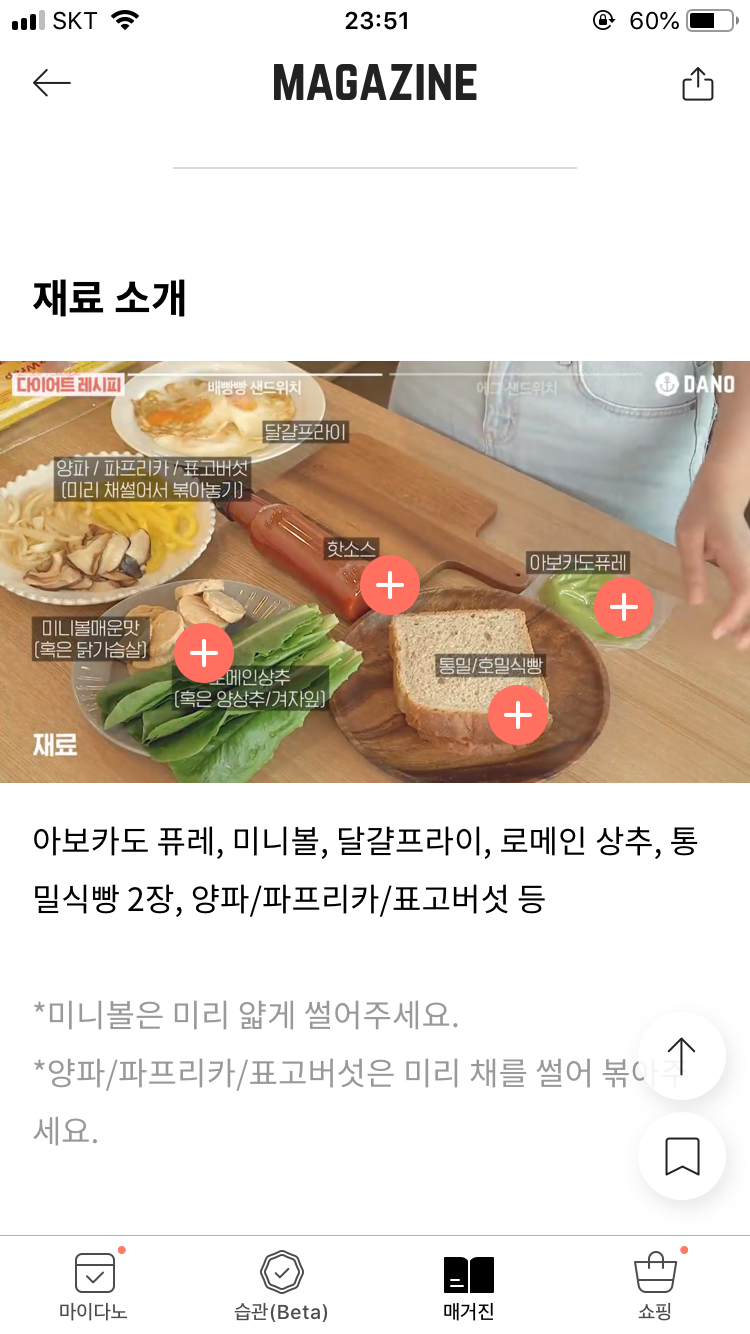 SKT
23:51
60%
MAGAZINE
재료 소개
다이어트 레시피
배빵빵 샌드위치
에그 샌드위치
DANO
달걀프라이
양파 / 파프리카 / 표고버섯
(미리 채썰어서 볶아놓기)
핫소스
아보카도퓨레
미니볼매운맛
(혹은 닭가슴살)
로메인상추
(혹은 양상추/겨자잎)
통밀/호밀식빵
재료
아보카도 퓨레, 미니볼, 달걀프라이, 로메인 상추, 통
밀식빵 2장, 양파/파프리카/표고버섯 등
*미니볼은 미리 얇게 썰어주세요.
*양파/파프리카/표고버섯은 미리 채를 썰어 볶아주
세요.
마이다노
습관(Beta)
매거진
쇼핑